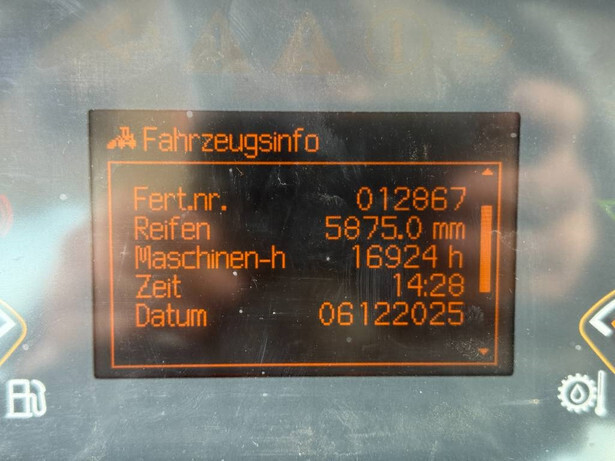 Fahrzeugsinfo
Fert.nr. 012867
Reifen 5875.0 mm
Maschinen-h 16924 h
Zeit 14:28
Datum 06122025